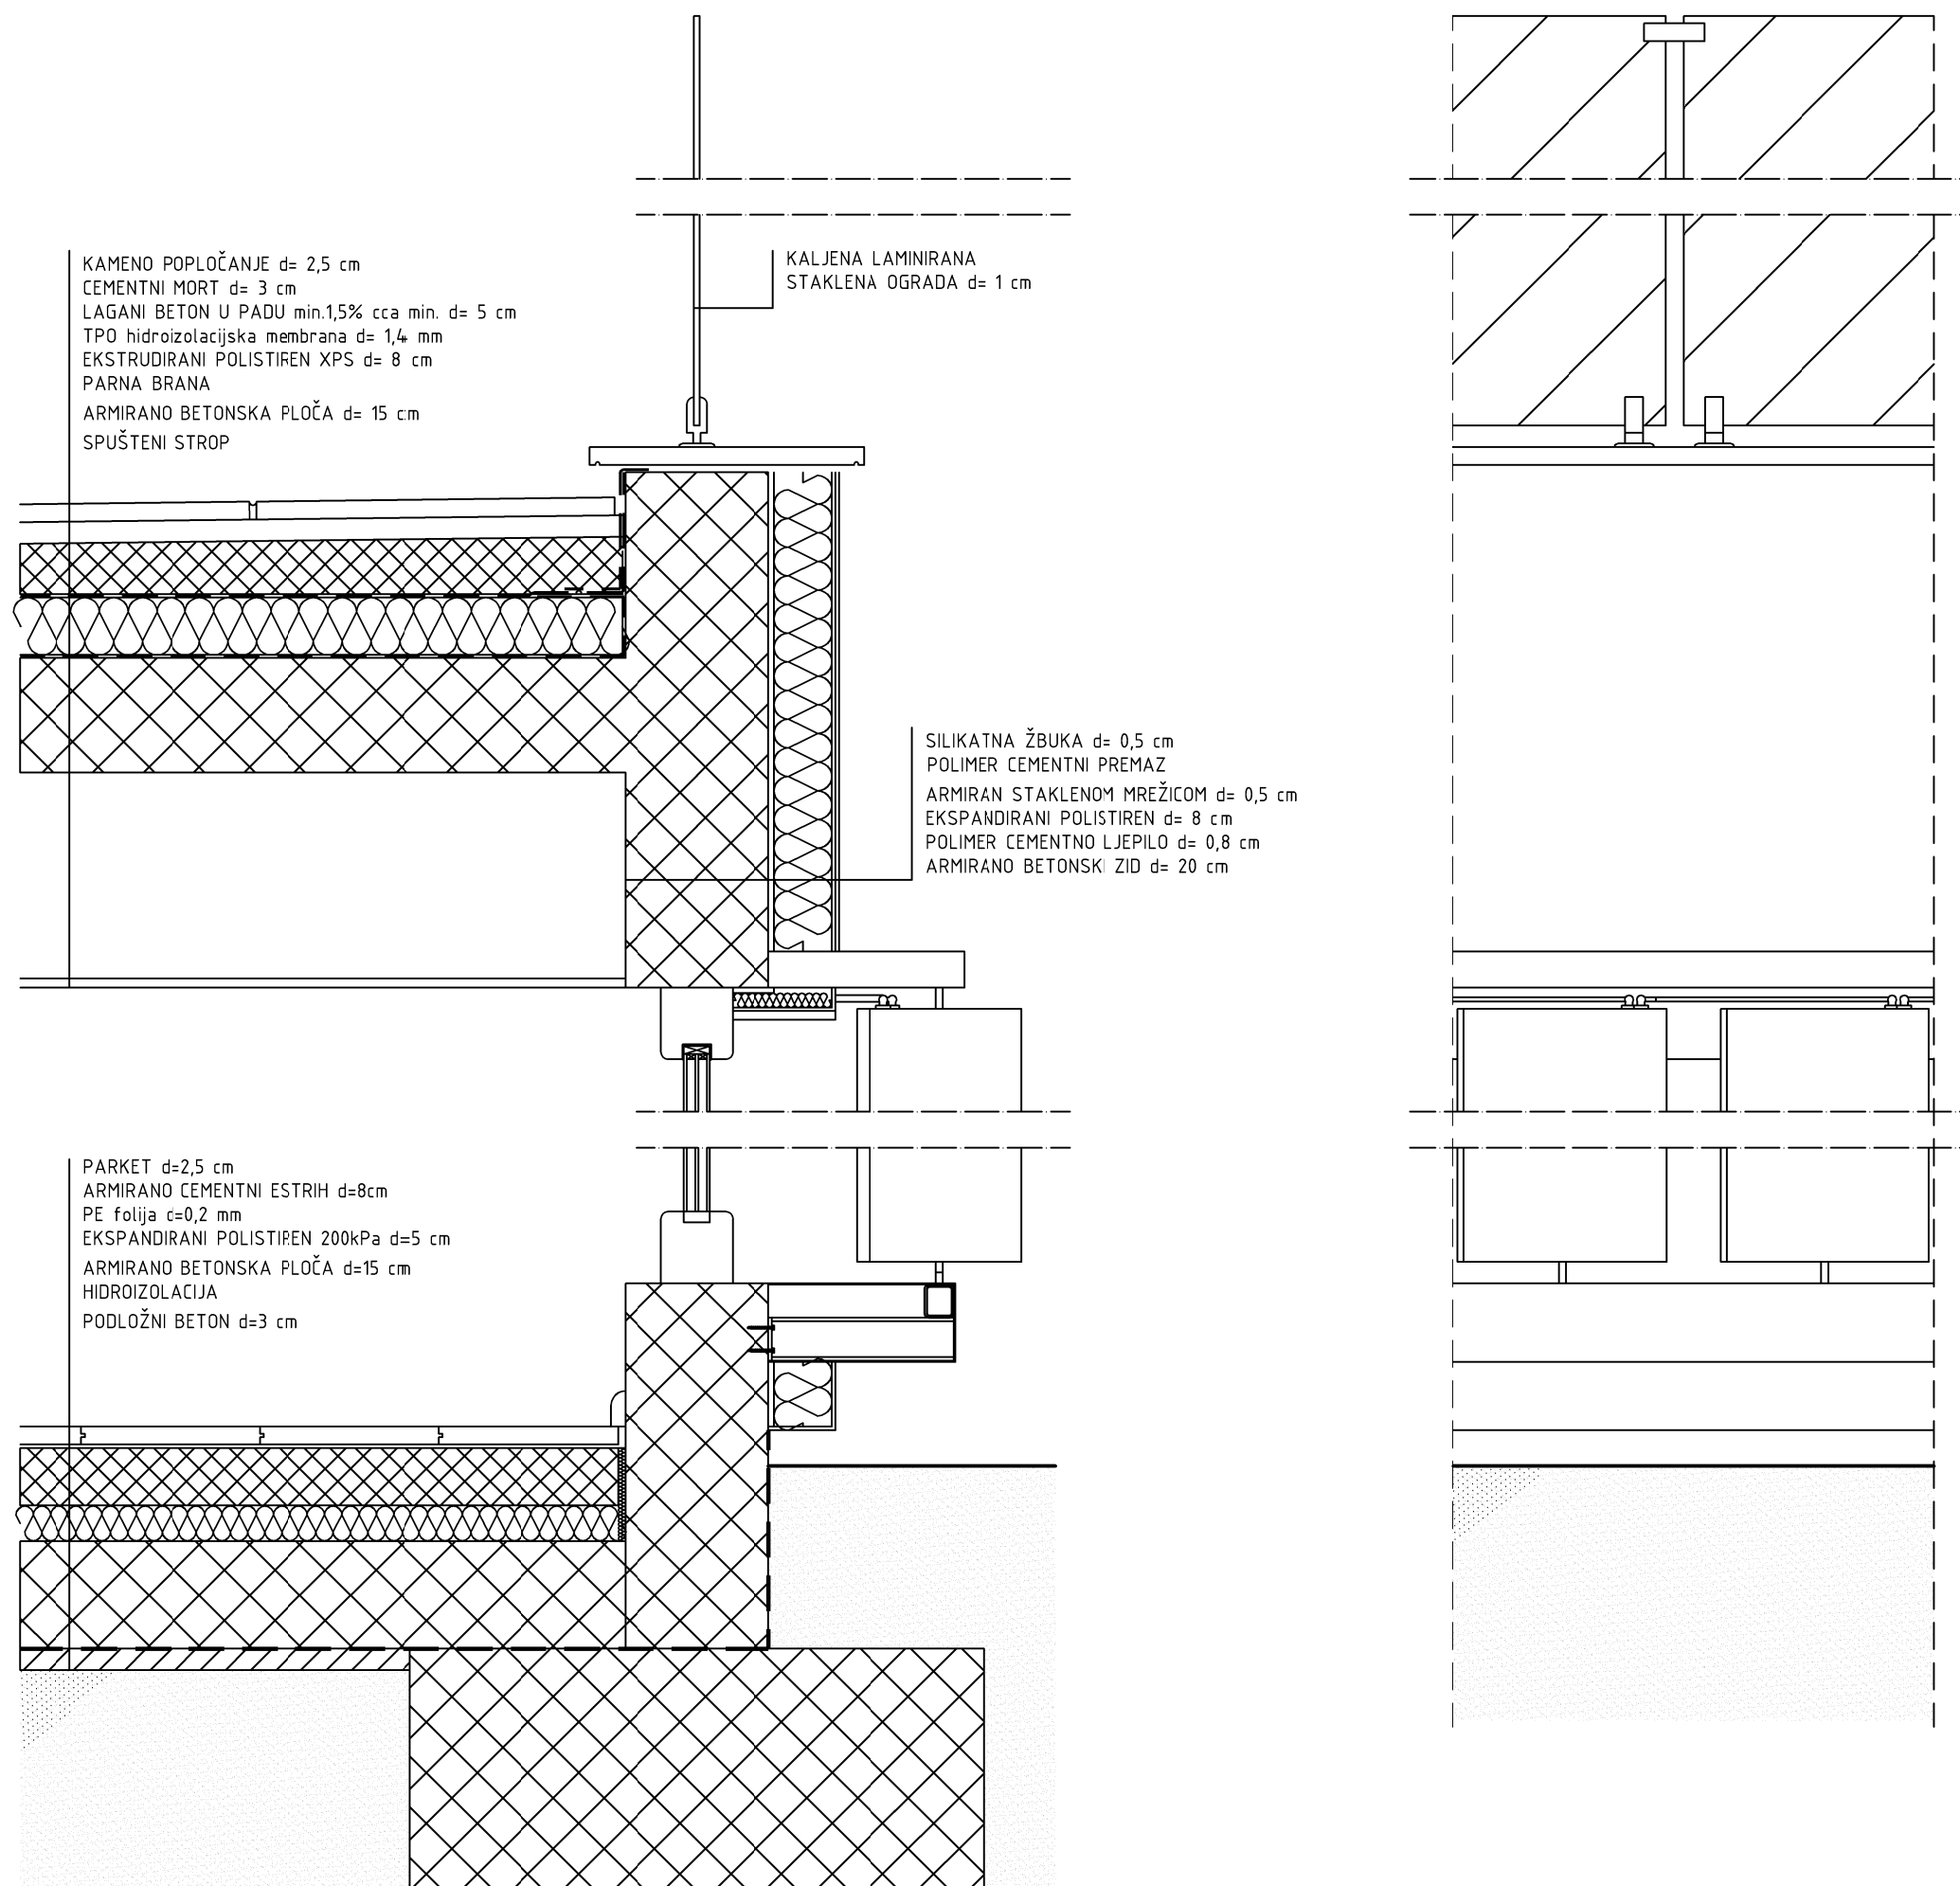 KAMENO POPLOČANJE d= 2,5 cm
CEMENTNI MORT d= 3 cm
LAGANI BETON U PADU min.1,5% cca min. d= 5 cm
TPO hidroizolacijska membrana d= 1,4 mm
EKSTRUDIRANI POLISTIREN XPS d= 8 cm
PARNA BRANA
ARMIRANO BETONSKA PLOČA d= 15 cm
SPUŠTENI STROP
KALJENA LAMINIRANA
STAKLENA OGRADA d= 1 cm
SILIKATNA ŽBUKA d= 0,5 cm
POLIMER CEMENTNI PREMAZ
ARMIRAN STAKLENOM MREŽICOM d= 0,5 cm
EKSPANDIRANI POLISTIREN d= 8 cm
POLIMER CEMENTNO LJEPILO d= 0,8 cm
ARMIRANO BETONSKI ZID d= 20 cm
PARKET d=2,5 cm
ARMIRANO CEMENTNI ESTRIH d=8cm
PE folija d=0,2 mm
EKSPANDIRANI POLISTIREN 200kPa d=5 cm
ARMIRANO BETONSKA PLOČA d=15 cm
HIDROIZOLACIJA
PODLOŽNI BETON d=3 cm